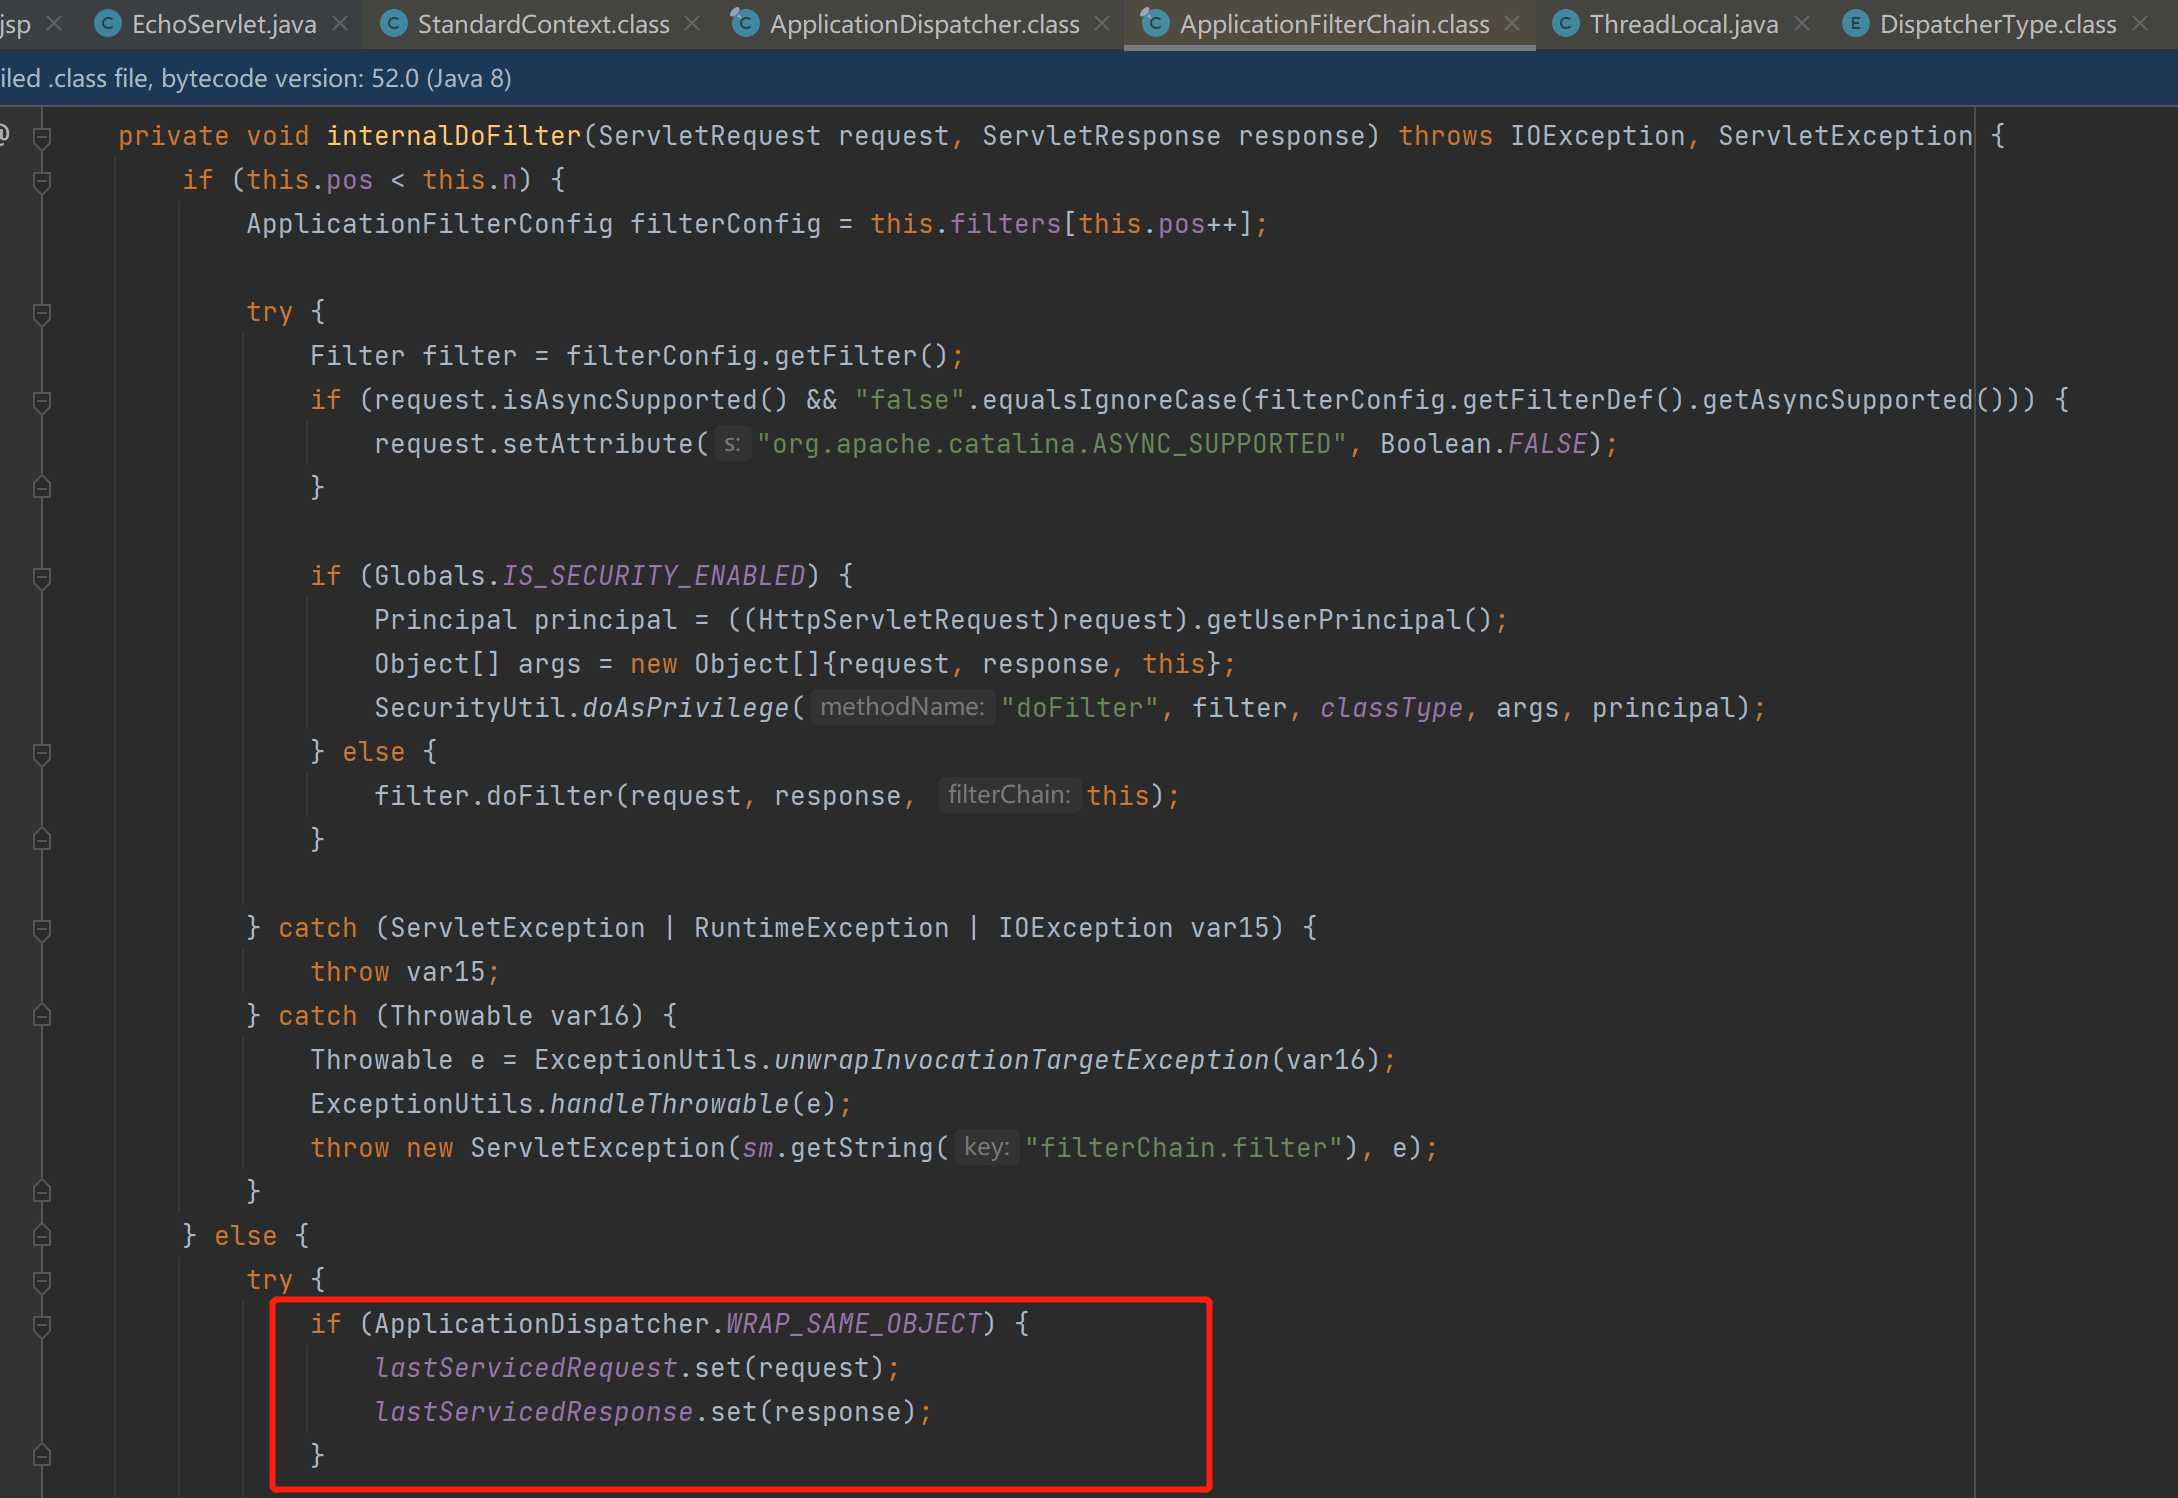 jsp EchoServlet.java StandardContext.class ApplicationDispatcher.class ApplicationFilterChain.class ThreadLocal.java DispatcherType.class
iled .class file, bytecode version: 52.0 (Java 8)
private void internalDoFilter(ServletRequest request, ServletResponse response) throws IOException, ServletException {
if (this.pos < this.n) {
ApplicationFilterConfig filterConfig = this.filters[this.pos++];
try {
Filter filter = filterConfig.getFilter();
if (request.isAsyncSupported() && "false".equalsIgnoreCase(filterConfig.getFilterDef().getAsyncSupported())) {
request.setAttribute( s: "org.apache.catalina.ASYNC_SUPPORTED", Boolean.FALSE);
}
if (Globals.IS_SECURITY_ENABLED) {
Principal principal = ((HttpServletRequest)request).getUserPrincipal();
Object[] args = new Object[]{request, response, this};
SecurityUtil.doAsPrivilege( methodName: "doFilter", filter, classType, args, principal);
} else {
filter.doFilter(request, response, filterChain: this);
}
} catch (ServletException | RuntimeException | IOException var15) {
throw var15;
} catch (Throwable var16) {
Throwable e = ExceptionUtils.unwrapInvocationTargetException(var16);
ExceptionUtils.handleThrowable(e);
throw new ServletException(sm.getString( key: "filterChain.filter"), e);
}
} else {
try {
if (ApplicationDispatcher.WRAP_SAME_OBJECT) {
lastServicedRequest.set(request);
lastServicedResponse.set(response);
}